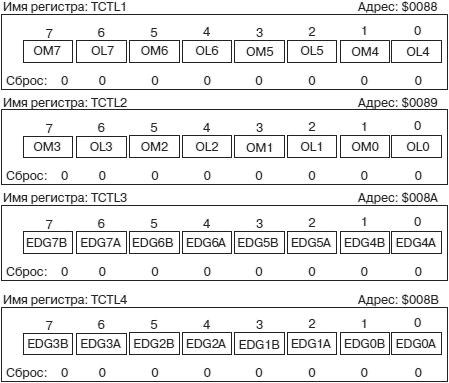 Имя регистра: TCTL1 Адрес: $0088
7 6 5 4 3 2 1 0
OM7 OL7 OM6 OL6 OM5 OL5 OM4 OL4
Сброс: 0 0 0 0 0 0 0 0
Имя регистра: TCTL2 Адрес: $0089
7 6 5 4 3 2 1 0
OM3 OL3 OM2 OL2 OM1 OL1 OM0 OL0
Сброс: 0 0 0 0 0 0 0 0
Имя регистра: TCTL3 Адрес: $008A
7 6 5 4 3 2 1 0
EDG7B EDG7A EDG6B EDG6A EDG5B EDG5A EDG4B EDG4A
Сброс: 0 0 0 0 0 0 0 0
Имя регистра: TCTL4 Адрес: $008B
7 6 5 4 3 2 1 0
EDG3B EDG3A EDG2B EDG2A EDG1B EDG1A EDG0B EDG0A
Сброс: 0 0 0 0 0 0 0 0